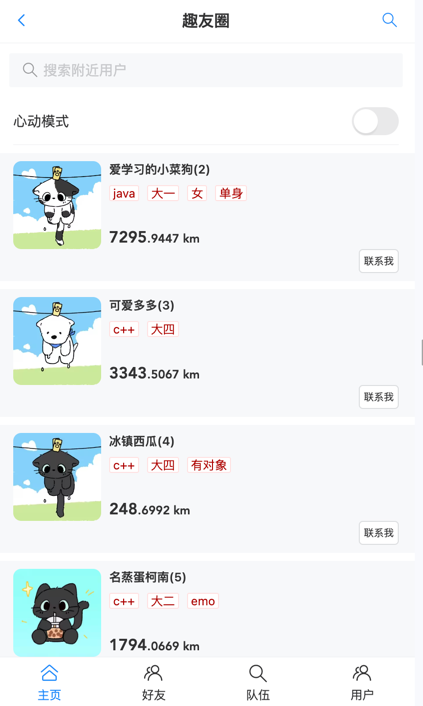 趣友圈
搜索附近用户
心动模式
爱学习的小菜狗(2)
java 大一 女 单身
7295.9447 km
联系我
可爱多多(3)
c++ 大四
3343.5067 km
联系我
冰镇西瓜(4)
c++ 大四 有对象
248.6992 km
联系我
名蒸蛋柯南(5)
c++ 大二 emo
1794.0669 km
主页 好友 队伍 用户